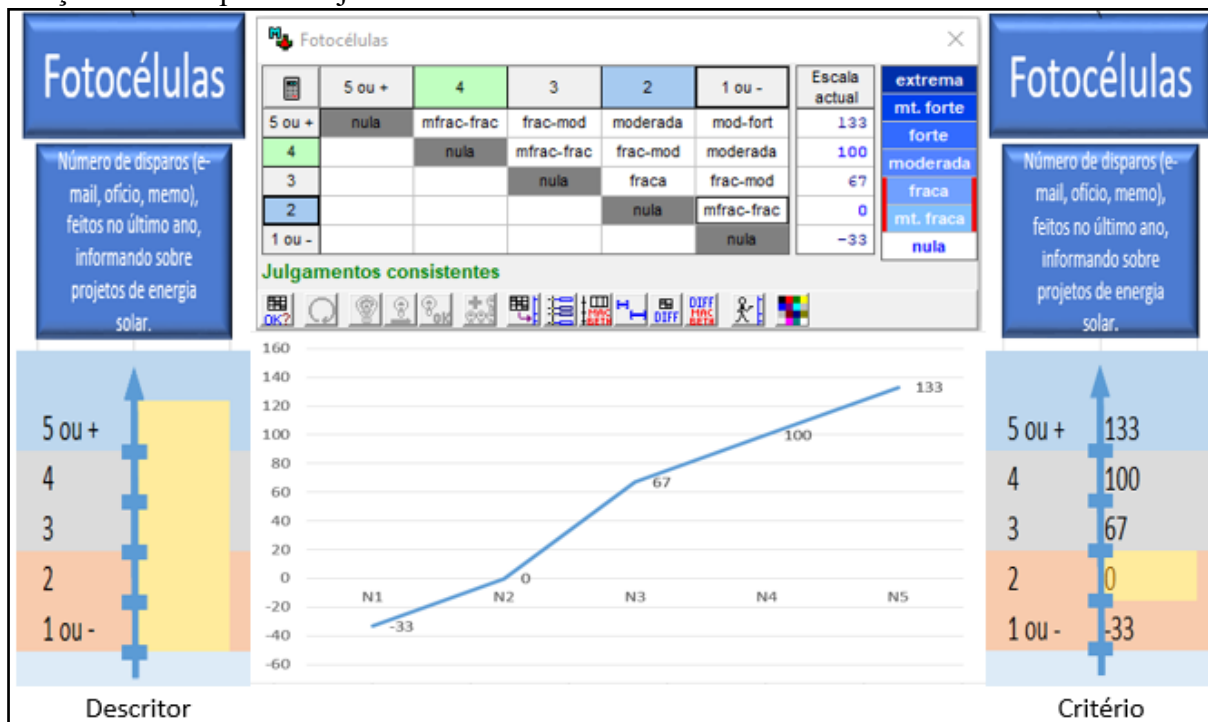 Fotocélulas
Número de disparos (e-
mail, ofício, memo),
feitos no último ano,
informando sobre
projetos de energia
solar.
5 ou +
4
3
2
1 ou -
Descritor
Fotocélulas
5 ou + 4 3 2 1 ou - Escala actual
5 ou + nula mfrac-frac frac-mod moderada mod-fort 133
4 nula mfrac-frac frac-mod moderada 100
3 nula fraca frac-mod 67
2 nula mfrac-frac 0
1 ou - nula -33
extrema
mt. forte
forte
moderada
fraca
mt. fraca
nula
Julgamentos consistentes
OK? OK DIFF DIFF MAC BETA
160
140
120
100
80
60
40
20
0
-20
-40
-60
N1 N2 N3 N4 N5
-33
0
67
100
133
Fotocélulas
Número de disparos (e-
mail, ofício, memo),
feitos no último ano,
informando sobre
projetos de energia
solar.
5 ou + 133
4 100
3 67
2 0
1 ou - -33
Critério